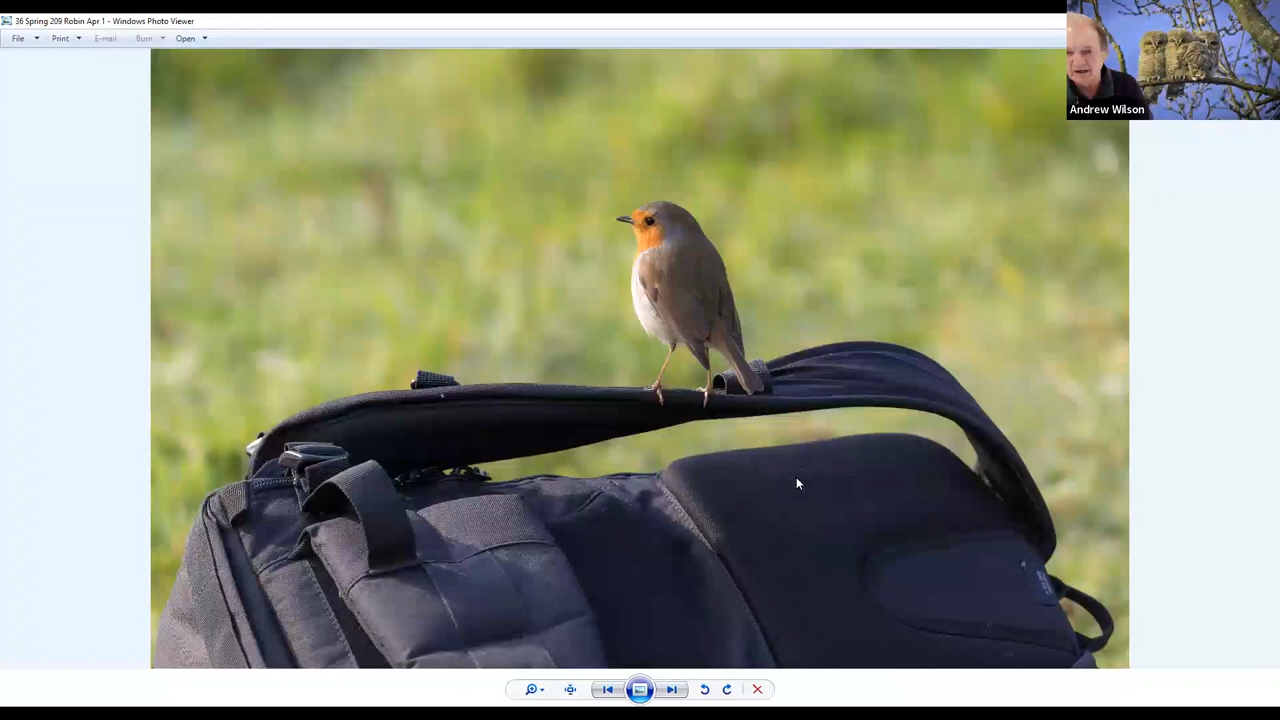 36 Spring 209 Robin Apr 1 - Windows Photo Viewer
File Print E-mail Burn Open
Andrew Wilson